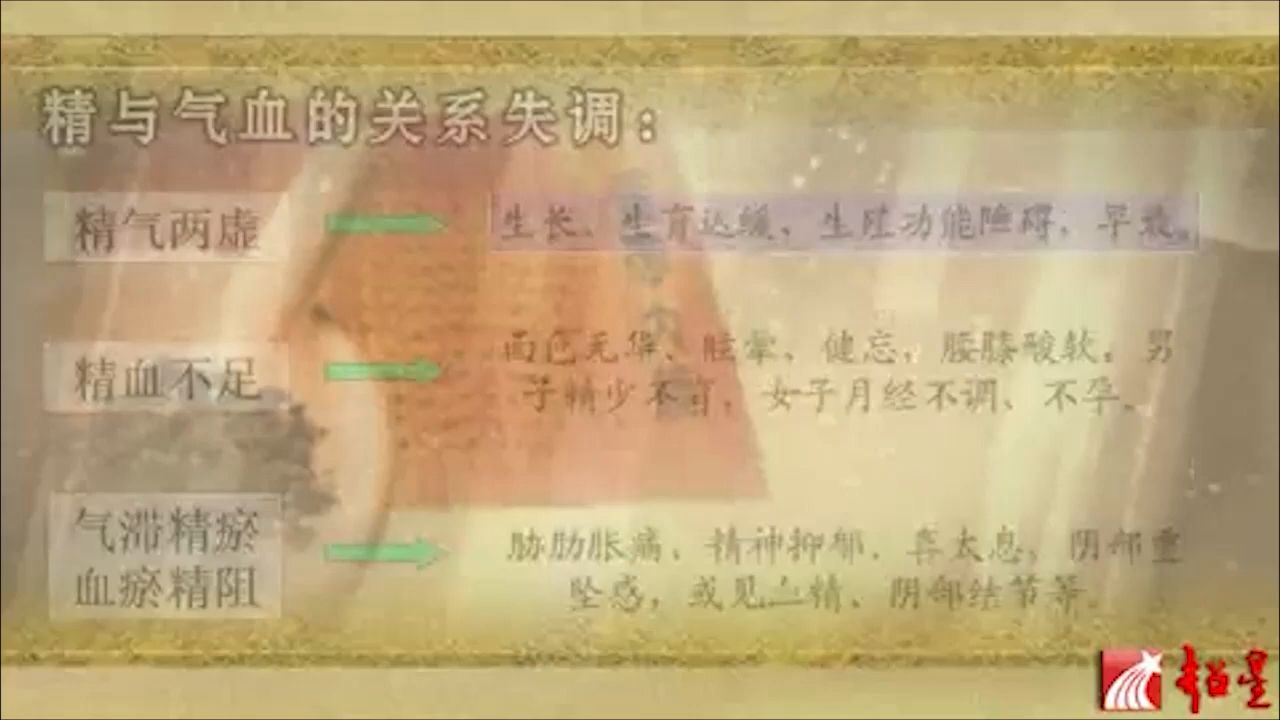 精与气血的关系失调：
精气两虚
生长、生育迟缓，生殖功能障碍，早衰。
精血不足
面色无华、眩晕、健忘，腰膝酸软。男
子精少不育，女子月经不调、不孕。
气滞精瘀
血瘀精阻
胁肋胀痛、精神抑郁、喜太息，阴部重
坠感，或见血精、阴部结节等。
超星